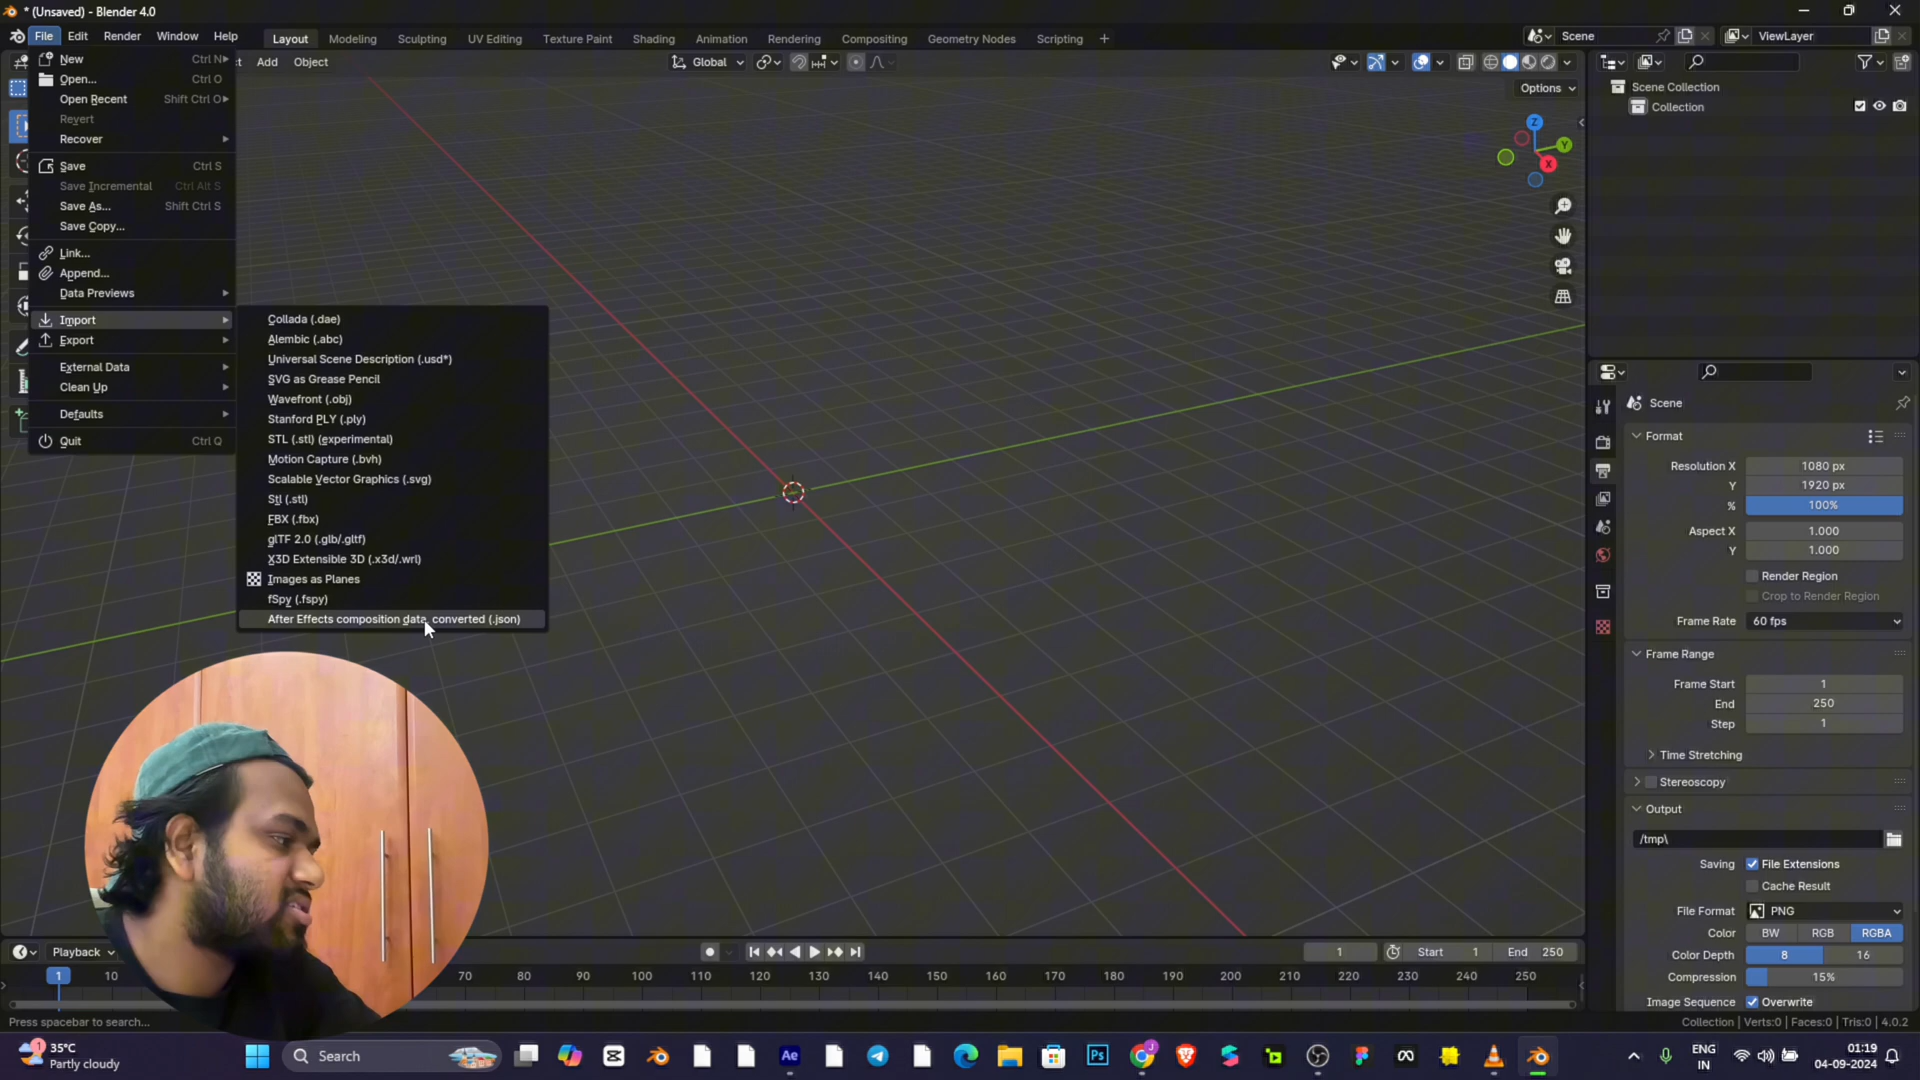 * (Unsaved) - Blender 4.0
File Edit Render Window Help
Layout Modeling Sculpting UV Editing Texture Paint Shading Animation Rendering Compositing Geometry Nodes Scripting +
Scene
ViewLayer
Add Object
Global
Options
New Ctrl N
Open... Ctrl O
Open Recent Shift Ctrl O
Revert
Recover
Save Ctrl S
Save Incremental Ctrl Alt S
Save As... Shift Ctrl S
Save Copy...
Link...
Append...
Data Previews
Import
Export
External Data
Clean Up
Defaults
Quit Ctrl Q
Collada (.dae)
Alembic (.abc)
Universal Scene Description (.usd*)
SVG as Grease Pencil
Wavefront (.obj)
Stanford PLY (.ply)
STL (.stl) (experimental)
Motion Capture (.bvh)
Scalable Vector Graphics (.svg)
Stl (.stl)
FBX (.fbx)
glTF 2.0 (.glb/.gltf)
X3D Extensible 3D (.x3d/.wrl)
Images as Planes
fSpy (.fspy)
After Effects composition data, converted (.json)
Z
Y
X
Scene Collection
Collection
Scene
Format
Resolution X 1080 px
Y 1920 px
% 100%
Aspect X 1.000
Y 1.000
Render Region
Crop to Render Region
Frame Rate 60 fps
Frame Range
Frame Start 1
End 250
Step 1
Time Stretching
Stereoscopy
Output
/tmp\
Saving File Extensions
Cache Result
File Format PNG
Color BW RGB RGBA
Color Depth 8 16
Compression 15%
Image Sequence Overwrite
Playback
1 Start 1 End 250
1 10 70 80 90 100 110 120 130 140 150 160 170 180 190 200 210 220 230 240 250
Press spacebar to search...
Collection | Verts:0 | Faces:0 | Tris:0 | 4.0.2
1
35°C
Partly cloudy
Search
Ae
Ps
J
ENG
IN
01:19
04-09-2024